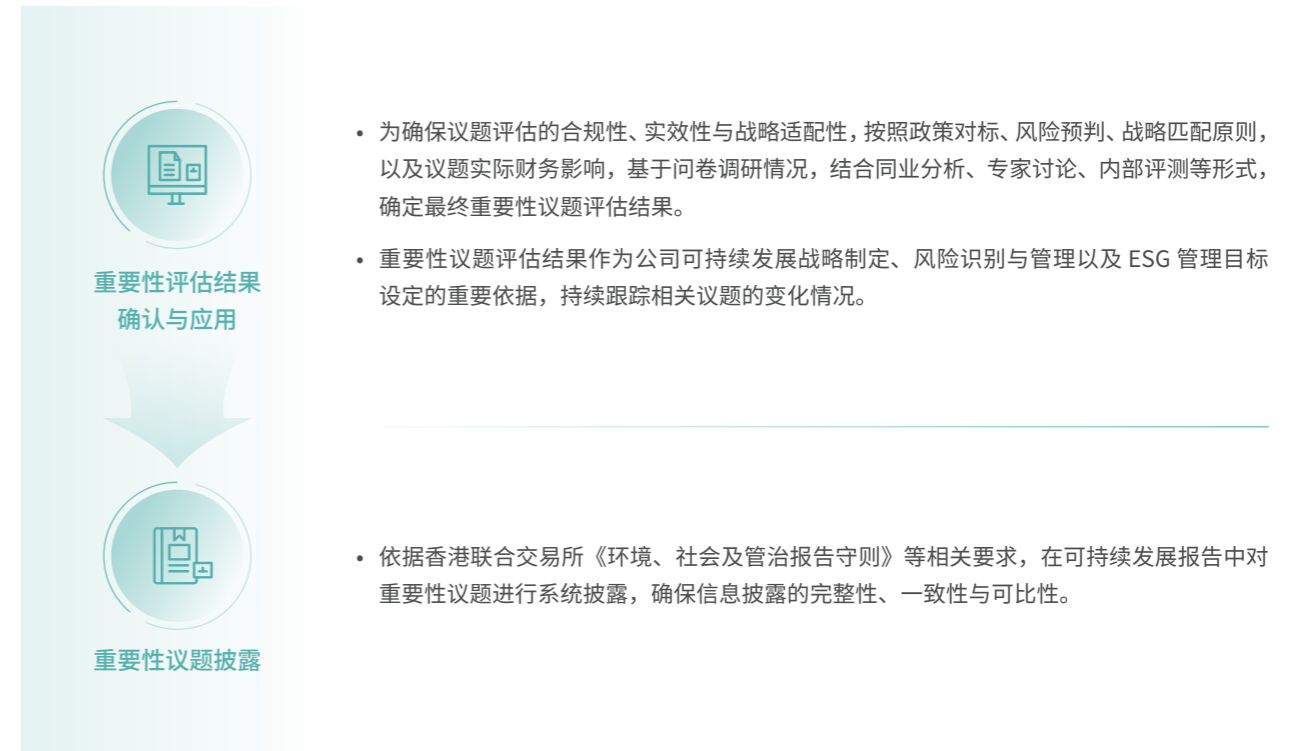 重要性评估结果
确认与应用
• 为确保议题评估的合规性、实效性与战略适配性，按照政策对标、风险预判、战略匹配原则，
以及议题实际财务影响，基于问卷调研情况，结合同业分析、专家讨论、内部评测等形式，
确定最终重要性议题评估结果。
• 重要性议题评估结果作为公司可持续发展战略制定、风险识别与管理以及 ESG 管理目标
设定的重要依据，持续跟踪相关议题的变化情况。
重要性议题披露
• 依据香港联合交易所《环境、社会及管治报告守则》等相关要求，在可持续发展报告中对
重要性议题进行系统披露，确保信息披露的完整性、一致性与可比性。